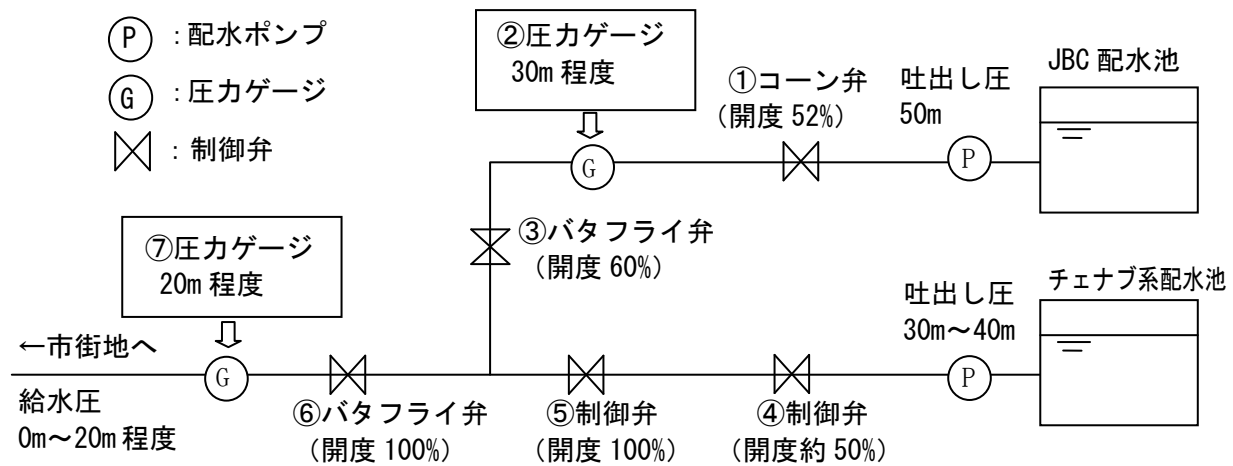 P ：配水ポンプ
G ：圧力ゲージ
：制御弁
②圧力ゲージ
30m 程度
G
①コーン弁
（開度 52%）
吐出し圧
50m
P
JBC 配水池
③バタフライ弁
（開度 60%）
⑦圧力ゲージ
20m 程度
←市街地へ
給水圧
0m～20m 程度
G
⑥バタフライ弁
（開度 100%）
⑤制御弁
（開度 100%）
④制御弁
（開度約 50%）
吐出し圧
30m～40m
P
チェナブ系配水池